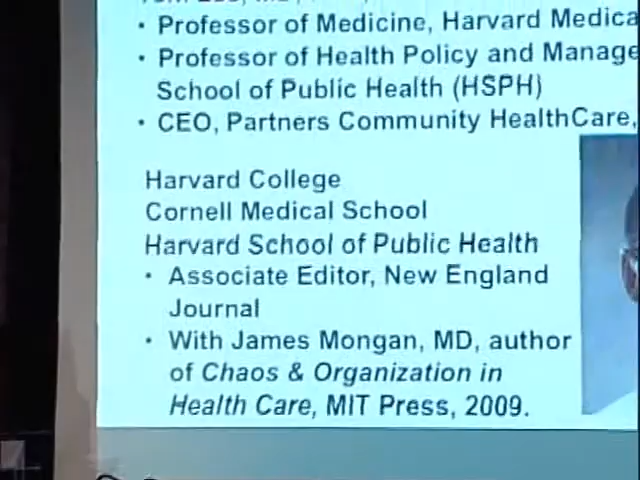 • Professor of Medicine, Harvard Medica
• Professor of Health Policy and Manage
School of Public Health (HSPH)
• CEO, Partners Community HealthCare,
Harvard College
Cornell Medical School
Harvard School of Public Health
• Associate Editor, New England
Journal
• With James Mongan, MD, author
of Chaos & Organization in
Health Care, MIT Press, 2009.